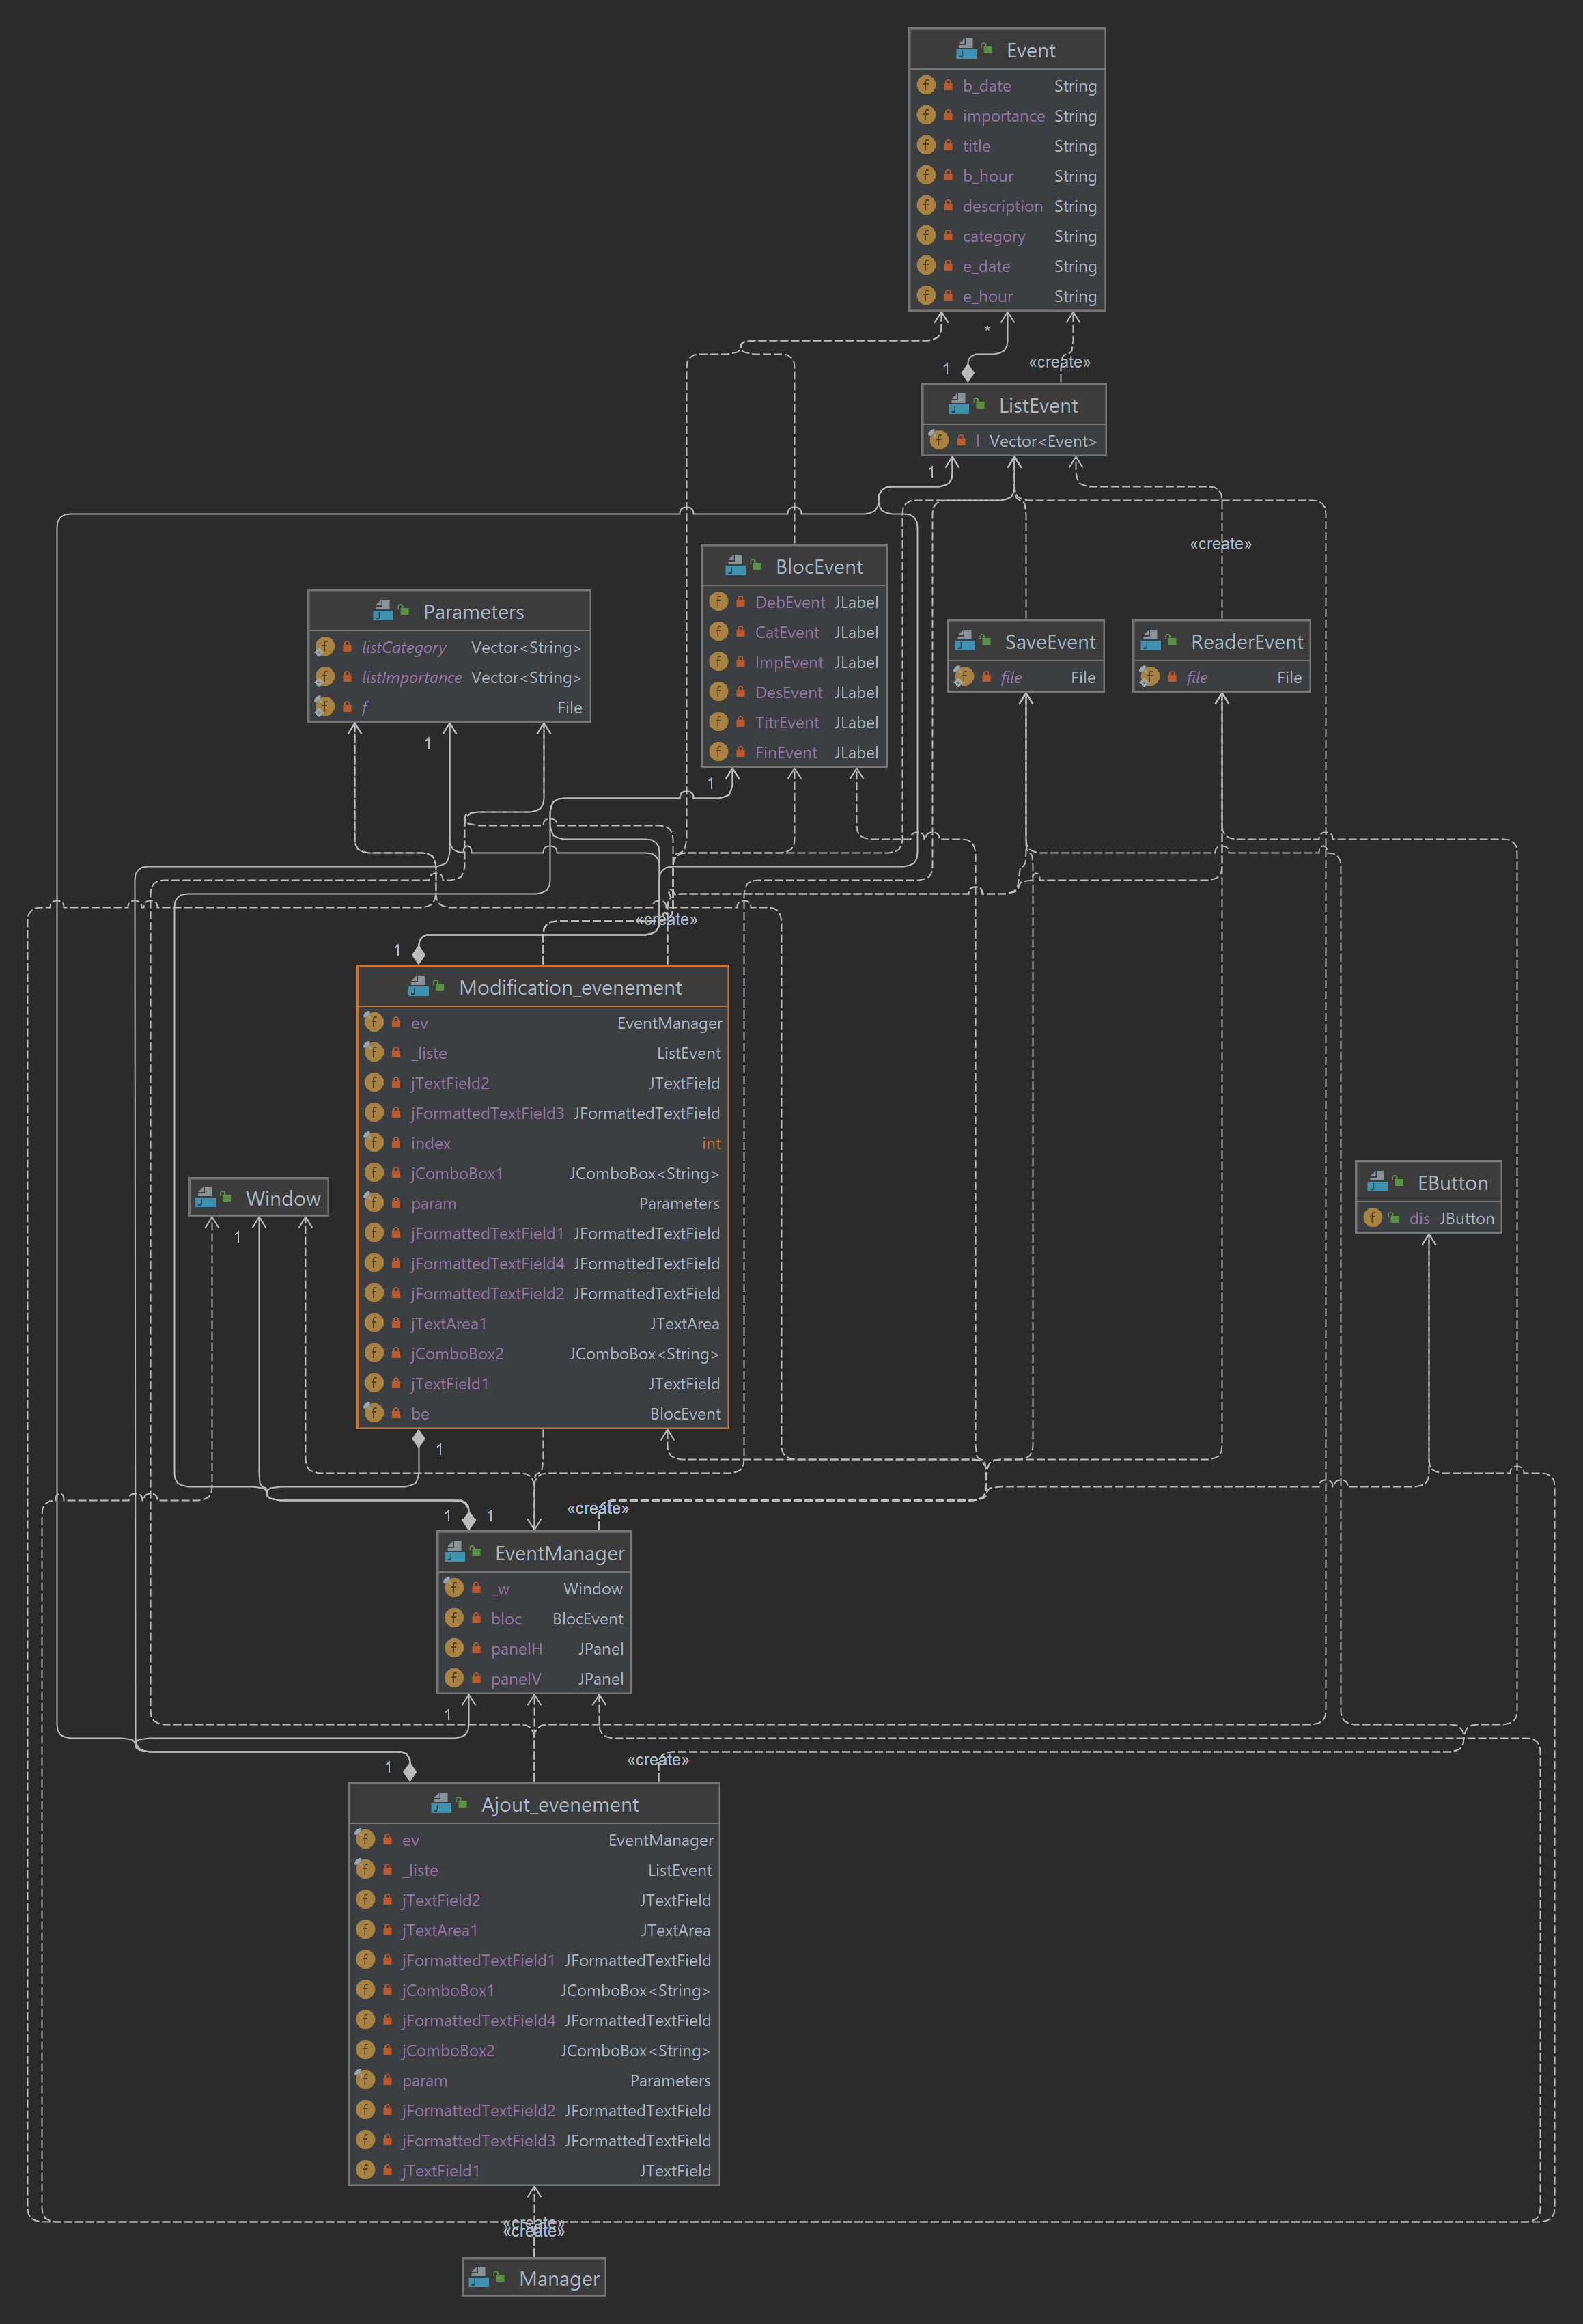 Event
b_date String
importance String
title String
b_hour String
description String
category String
e_date String
e_hour String
*
1
«create»
ListEvent
l Vector<Event>
1
«create»
BlocEvent
DebEvent JLabel
CatEvent JLabel
ImpEvent JLabel
DesEvent JLabel
TitrEvent JLabel
FinEvent JLabel
Parameters
listCategory Vector<String>
listImportance Vector<String>
f File
SaveEvent
file File
ReaderEvent
file File
1
1
«create»
1
Modification_evenement
ev EventManager
_liste ListEvent
jTextField2 JTextField
jFormattedTextField3 JFormattedTextField
index int
jComboBox1 JComboBox<String>
param Parameters
jFormattedTextField1 JFormattedTextField
jFormattedTextField4 JFormattedTextField
jFormattedTextField2 JFormattedTextField
jTextArea1 JTextArea
jComboBox2 JComboBox<String>
jTextField1 JTextField
be BlocEvent
Window
1
EButton
dis JButton
1
1 1
«create»
EventManager
_w Window
bloc BlocEvent
panelH JPanel
panelV JPanel
1
1
«create»
Ajout_evenement
ev EventManager
_liste ListEvent
jTextField2 JTextField
jTextArea1 JTextArea
jFormattedTextField1 JFormattedTextField
jComboBox1 JComboBox<String>
jFormattedTextField4 JFormattedTextField
jComboBox2 JComboBox<String>
param Parameters
jFormattedTextField2 JFormattedTextField
jFormattedTextField3 JFormattedTextField
jTextField1 JTextField
«create»
«create»
Manager